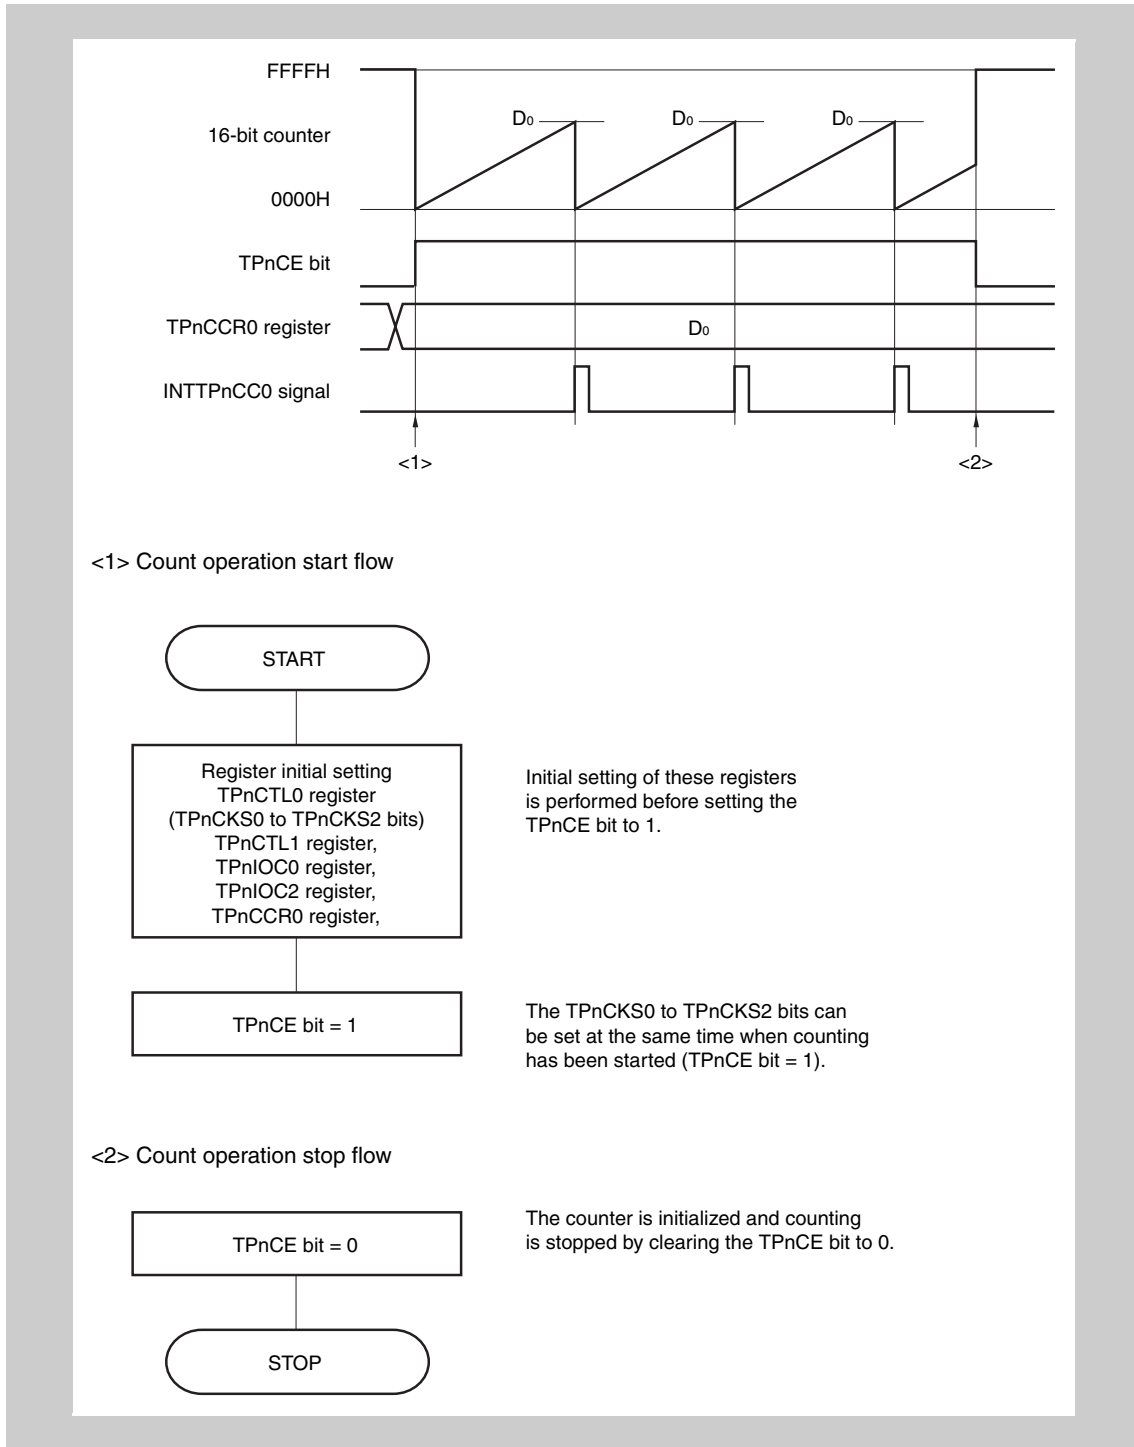 FFFFH
D0 D0 D0
16-bit counter
0000H
TPnCE bit
TPnCCR0 register D0
INTTPnCC0 signal
<1> <2>
<1> Count operation start flow
START
Register initial setting
TPnCTL0 register
(TPnCKS0 to TPnCKS2 bits)
TPnCTL1 register,
TPnIOC0 register,
TPnIOC2 register,
TPnCCR0 register,
Initial setting of these registers
is performed before setting the
TPnCE bit to 1.
TPnCE bit = 1
The TPnCKS0 to TPnCKS2 bits can
be set at the same time when counting
has been started (TPnCE bit = 1).
<2> Count operation stop flow
TPnCE bit = 0
The counter is initialized and counting
is stopped by clearing the TPnCE bit to 0.
STOP